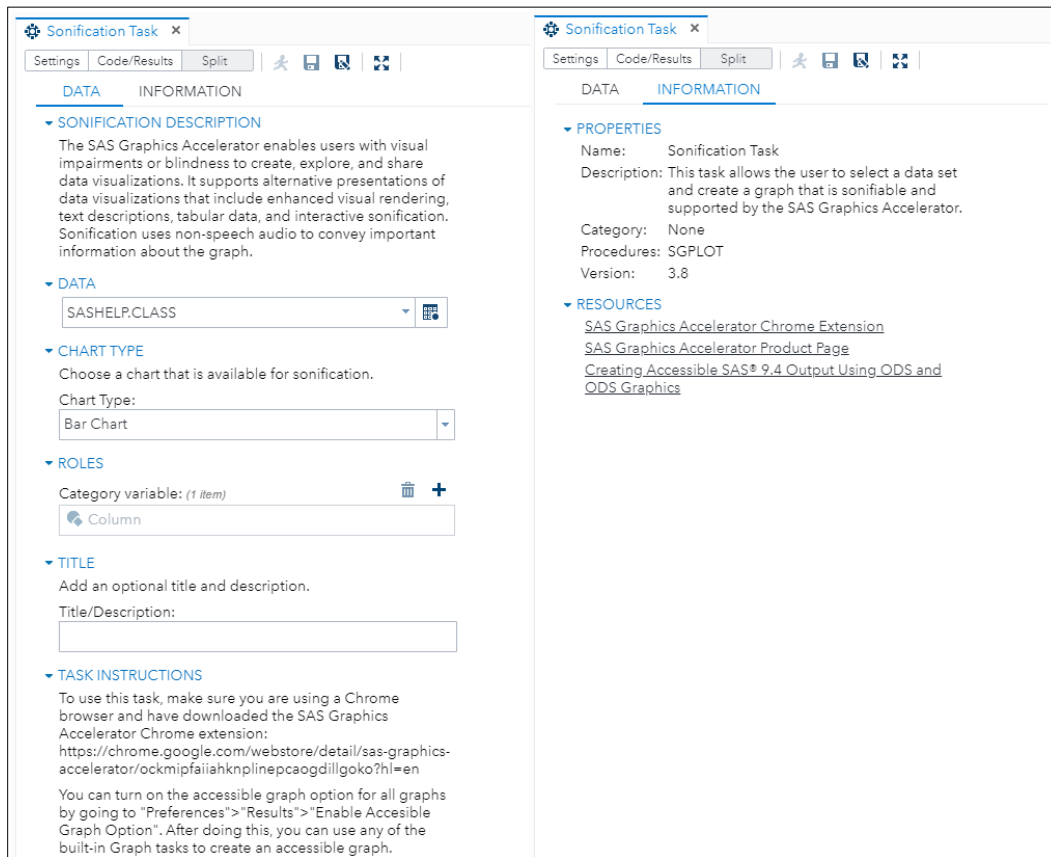 Sonification Task ×
Settings Code/Results Split
DATA INFORMATION
SONIFICATION DESCRIPTION
The SAS Graphics Accelerator enables users with visual
impairments or blindness to create, explore, and share
data visualizations. It supports alternative presentations of
data visualizations that include enhanced visual rendering,
text descriptions, tabular data, and interactive sonification.
Sonification uses non-speech audio to convey important
information about the graph.
DATA
SASHELP.CLASS
CHART TYPE
Choose a chart that is available for sonification.
Chart Type:
Bar Chart
ROLES
Category variable: (1 item)
Column
TITLE
Add an optional title and description.
Title/Description:
TASK INSTRUCTIONS
To use this task, make sure you are using a Chrome
browser and have downloaded the SAS Graphics
Accelerator Chrome extension:
https://chrome.google.com/webstore/detail/sas-graphics-
accelerator/ockmipfaiiahknplinepcaogdillgoko?hl=en
You can turn on the accessible graph option for all graphs
by going to "Preferences">"Results">"Enable Accesible
Graph Option". After doing this, you can use any of the
built-in Graph tasks to create an accessible graph.
Sonification Task ×
Settings Code/Results Split
DATA INFORMATION
PROPERTIES
Name: Sonification Task
Description: This task allows the user to select a data set
and create a graph that is sonifiable and
supported by the SAS Graphics Accelerator.
Category: None
Procedures: SGPLOT
Version: 3.8
RESOURCES
SAS Graphics Accelerator Chrome Extension
SAS Graphics Accelerator Product Page
Creating Accessible SAS® 9.4 Output Using ODS and
ODS Graphics